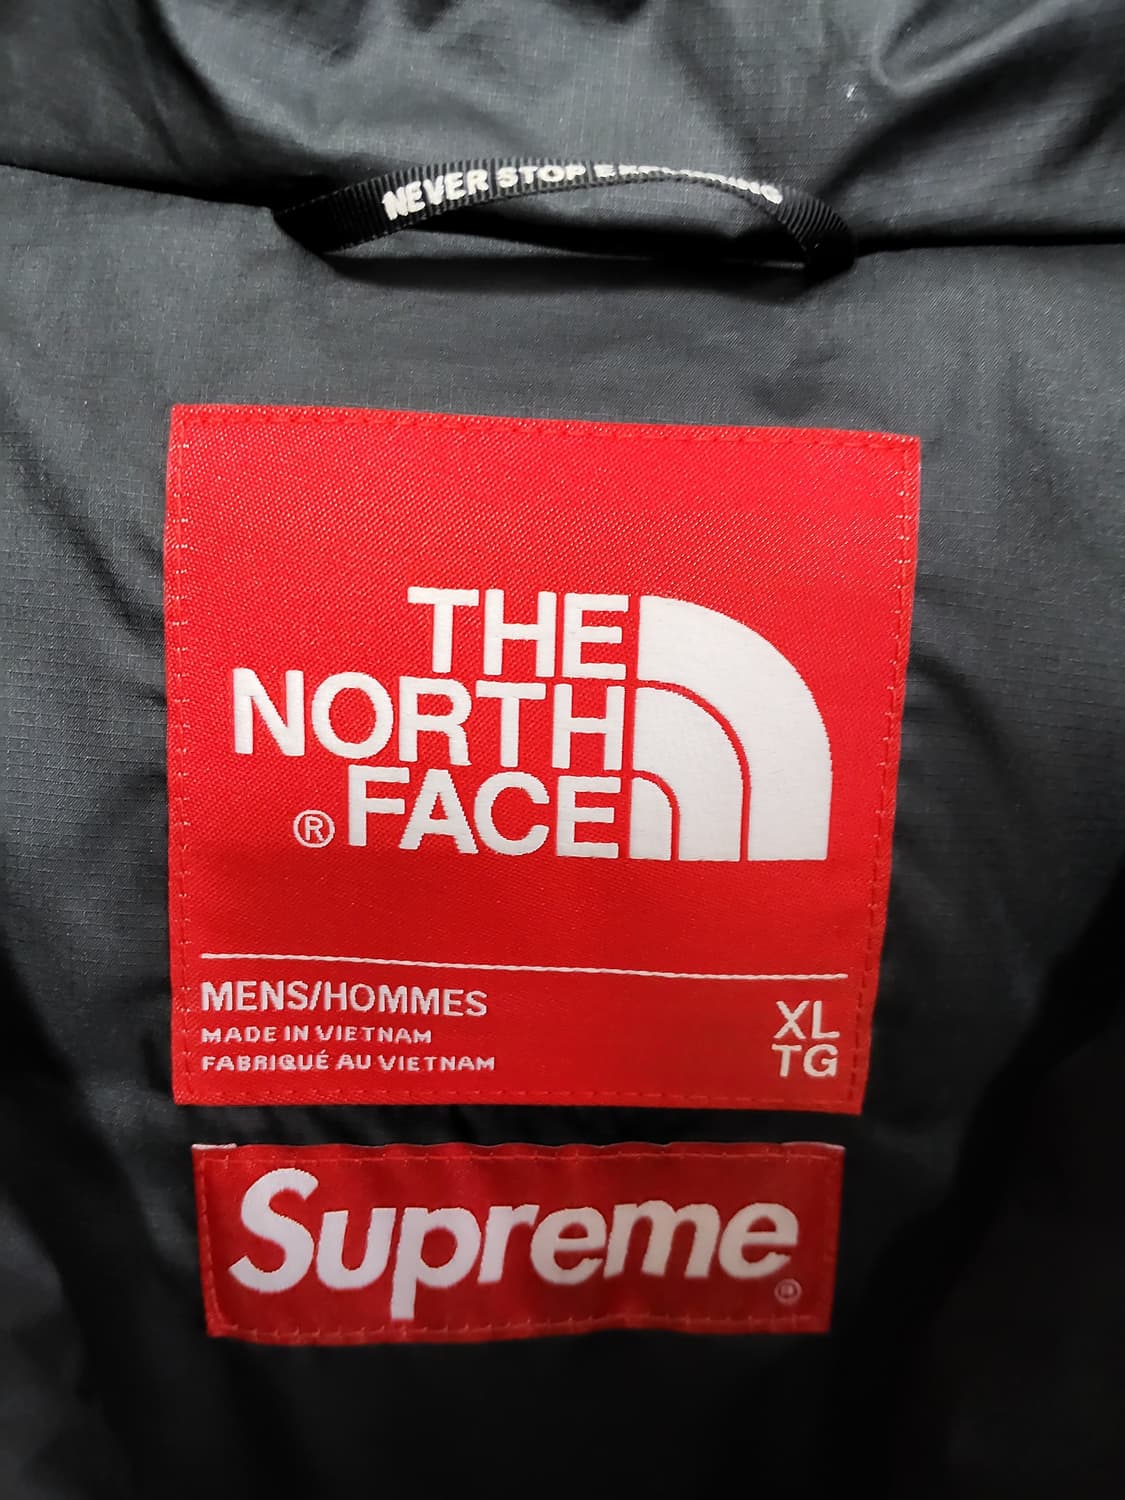 NEVER STOP
THE
NORTH
® FACE
MENS/HOMMES
MADE IN VIETNAM
FABRIQUÉ AU VIETNAM
XL
TG
Supreme
®